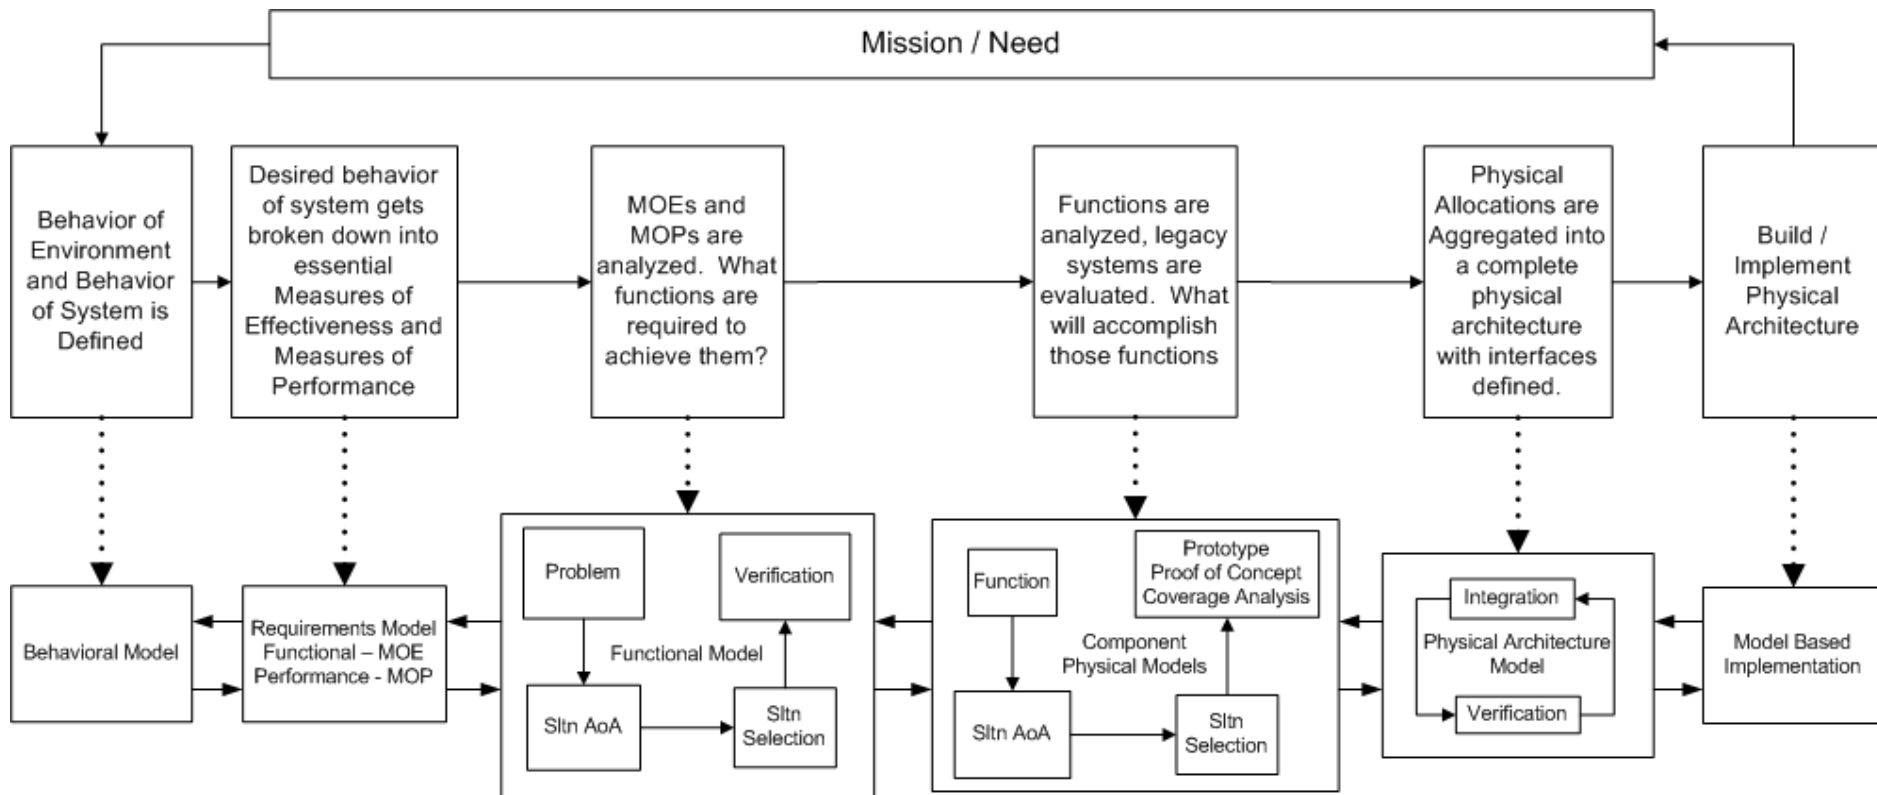 Mission / Need
Behavior of
Environment
and Behavior
of System is
Defined
Desired behavior
of system gets
broken down into
essential
Measures of
Effectiveness and
Measures of
Performance
MOEs and
MOPs are
analyzed.  What
functions are
required to
achieve them?
Functions are
analyzed, legacy
systems are
evaluated.  What
will accomplish
those functions
Physical
Allocations are
Aggregated into
a complete
physical
architecture
with interfaces
defined.
Build /
Implement
Physical
Architecture
Behavioral Model
Requirements Model
Functional – MOE
Performance - MOP
Problem
Verification
Functional Model
Sltn AoA
Sltn
Selection
Function
Prototype
Proof of Concept
Coverage Analysis
Component
Physical Models
Sltn AoA
Sltn
Selection
Integration
Physical Architecture
Model
Verification
Model Based
Implementation